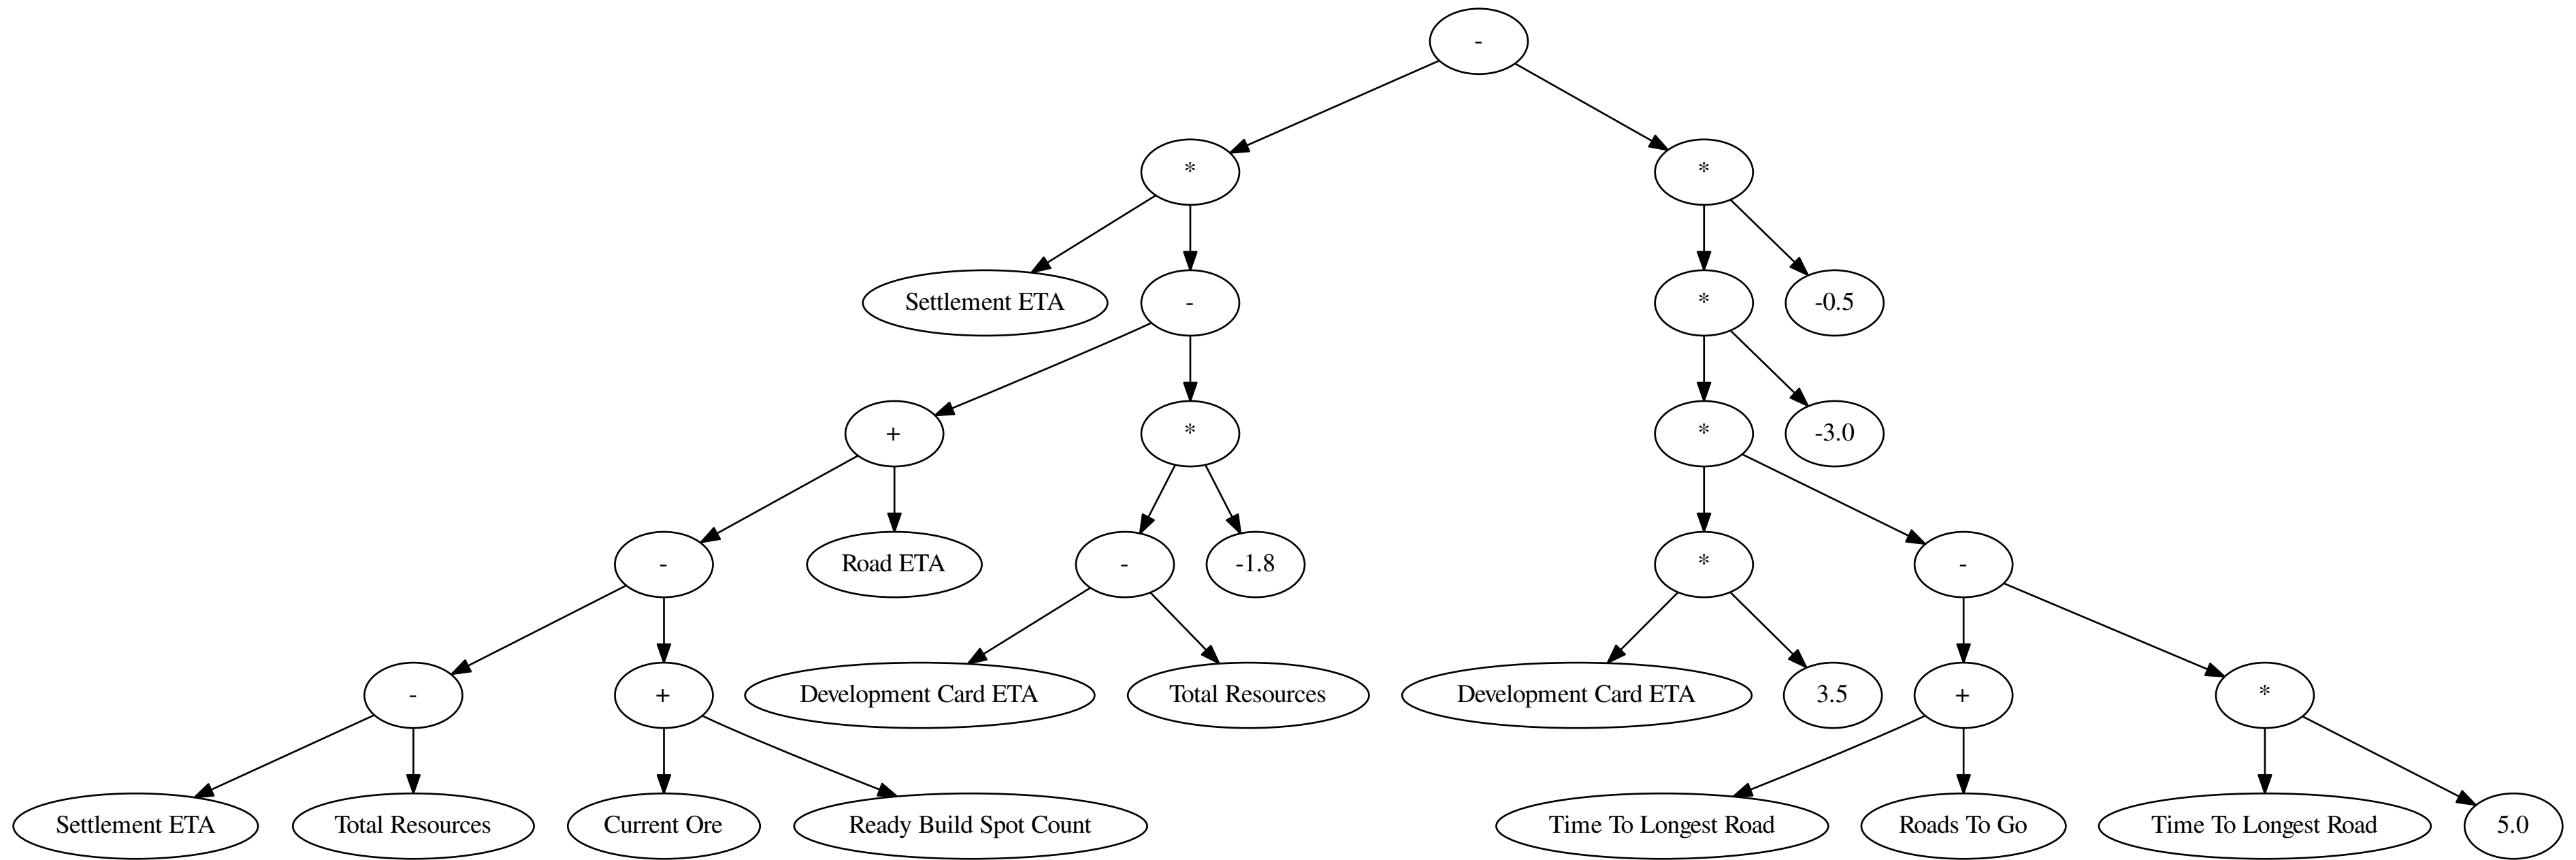 -
*
*
Settlement ETA
-
*
-0.5
+
*
*
-3.0
-
Road ETA
-
-1.8
*
-
-
+
Development Card ETA
Total Resources
Development Card ETA
3.5
+
*
Settlement ETA
Total Resources
Current Ore
Ready Build Spot Count
Time To Longest Road
Roads To Go
Time To Longest Road
5.0